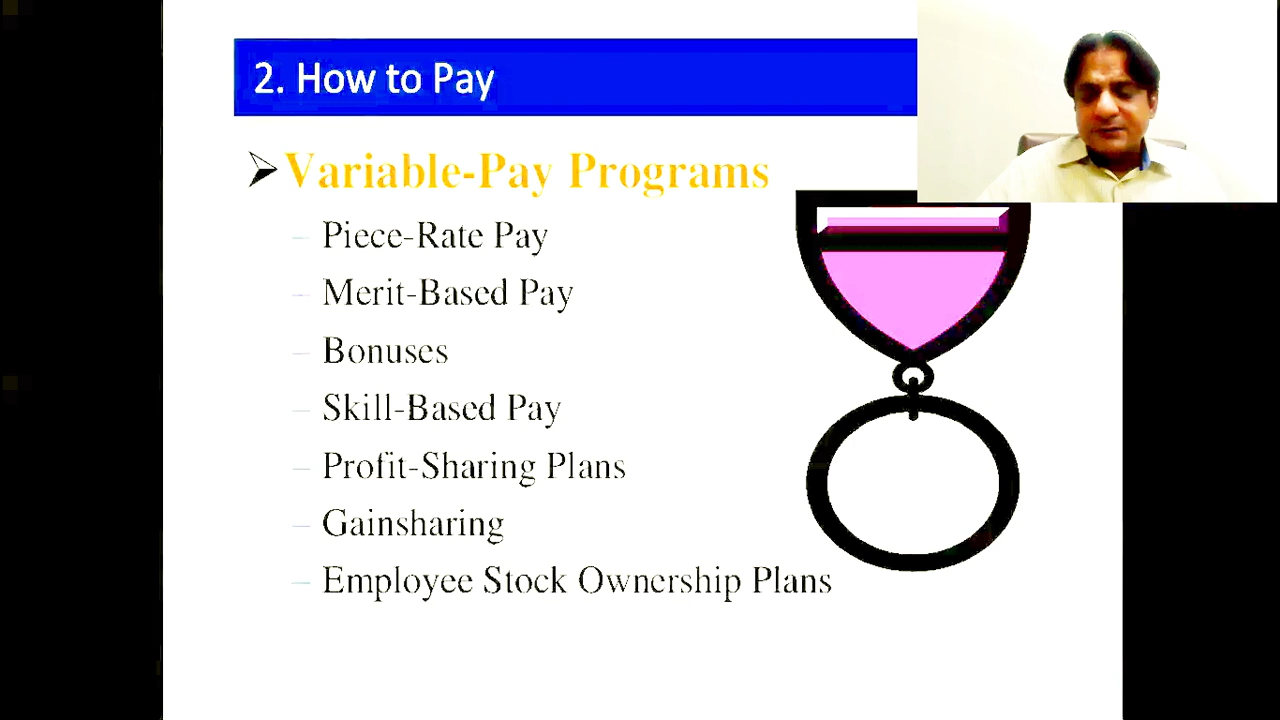 2. How to Pay
Variable-Pay Programs
– Piece-Rate Pay
– Merit-Based Pay
– Bonuses
– Skill-Based Pay
– Profit-Sharing Plans
– Gainsharing
– Employee Stock Ownership Plans